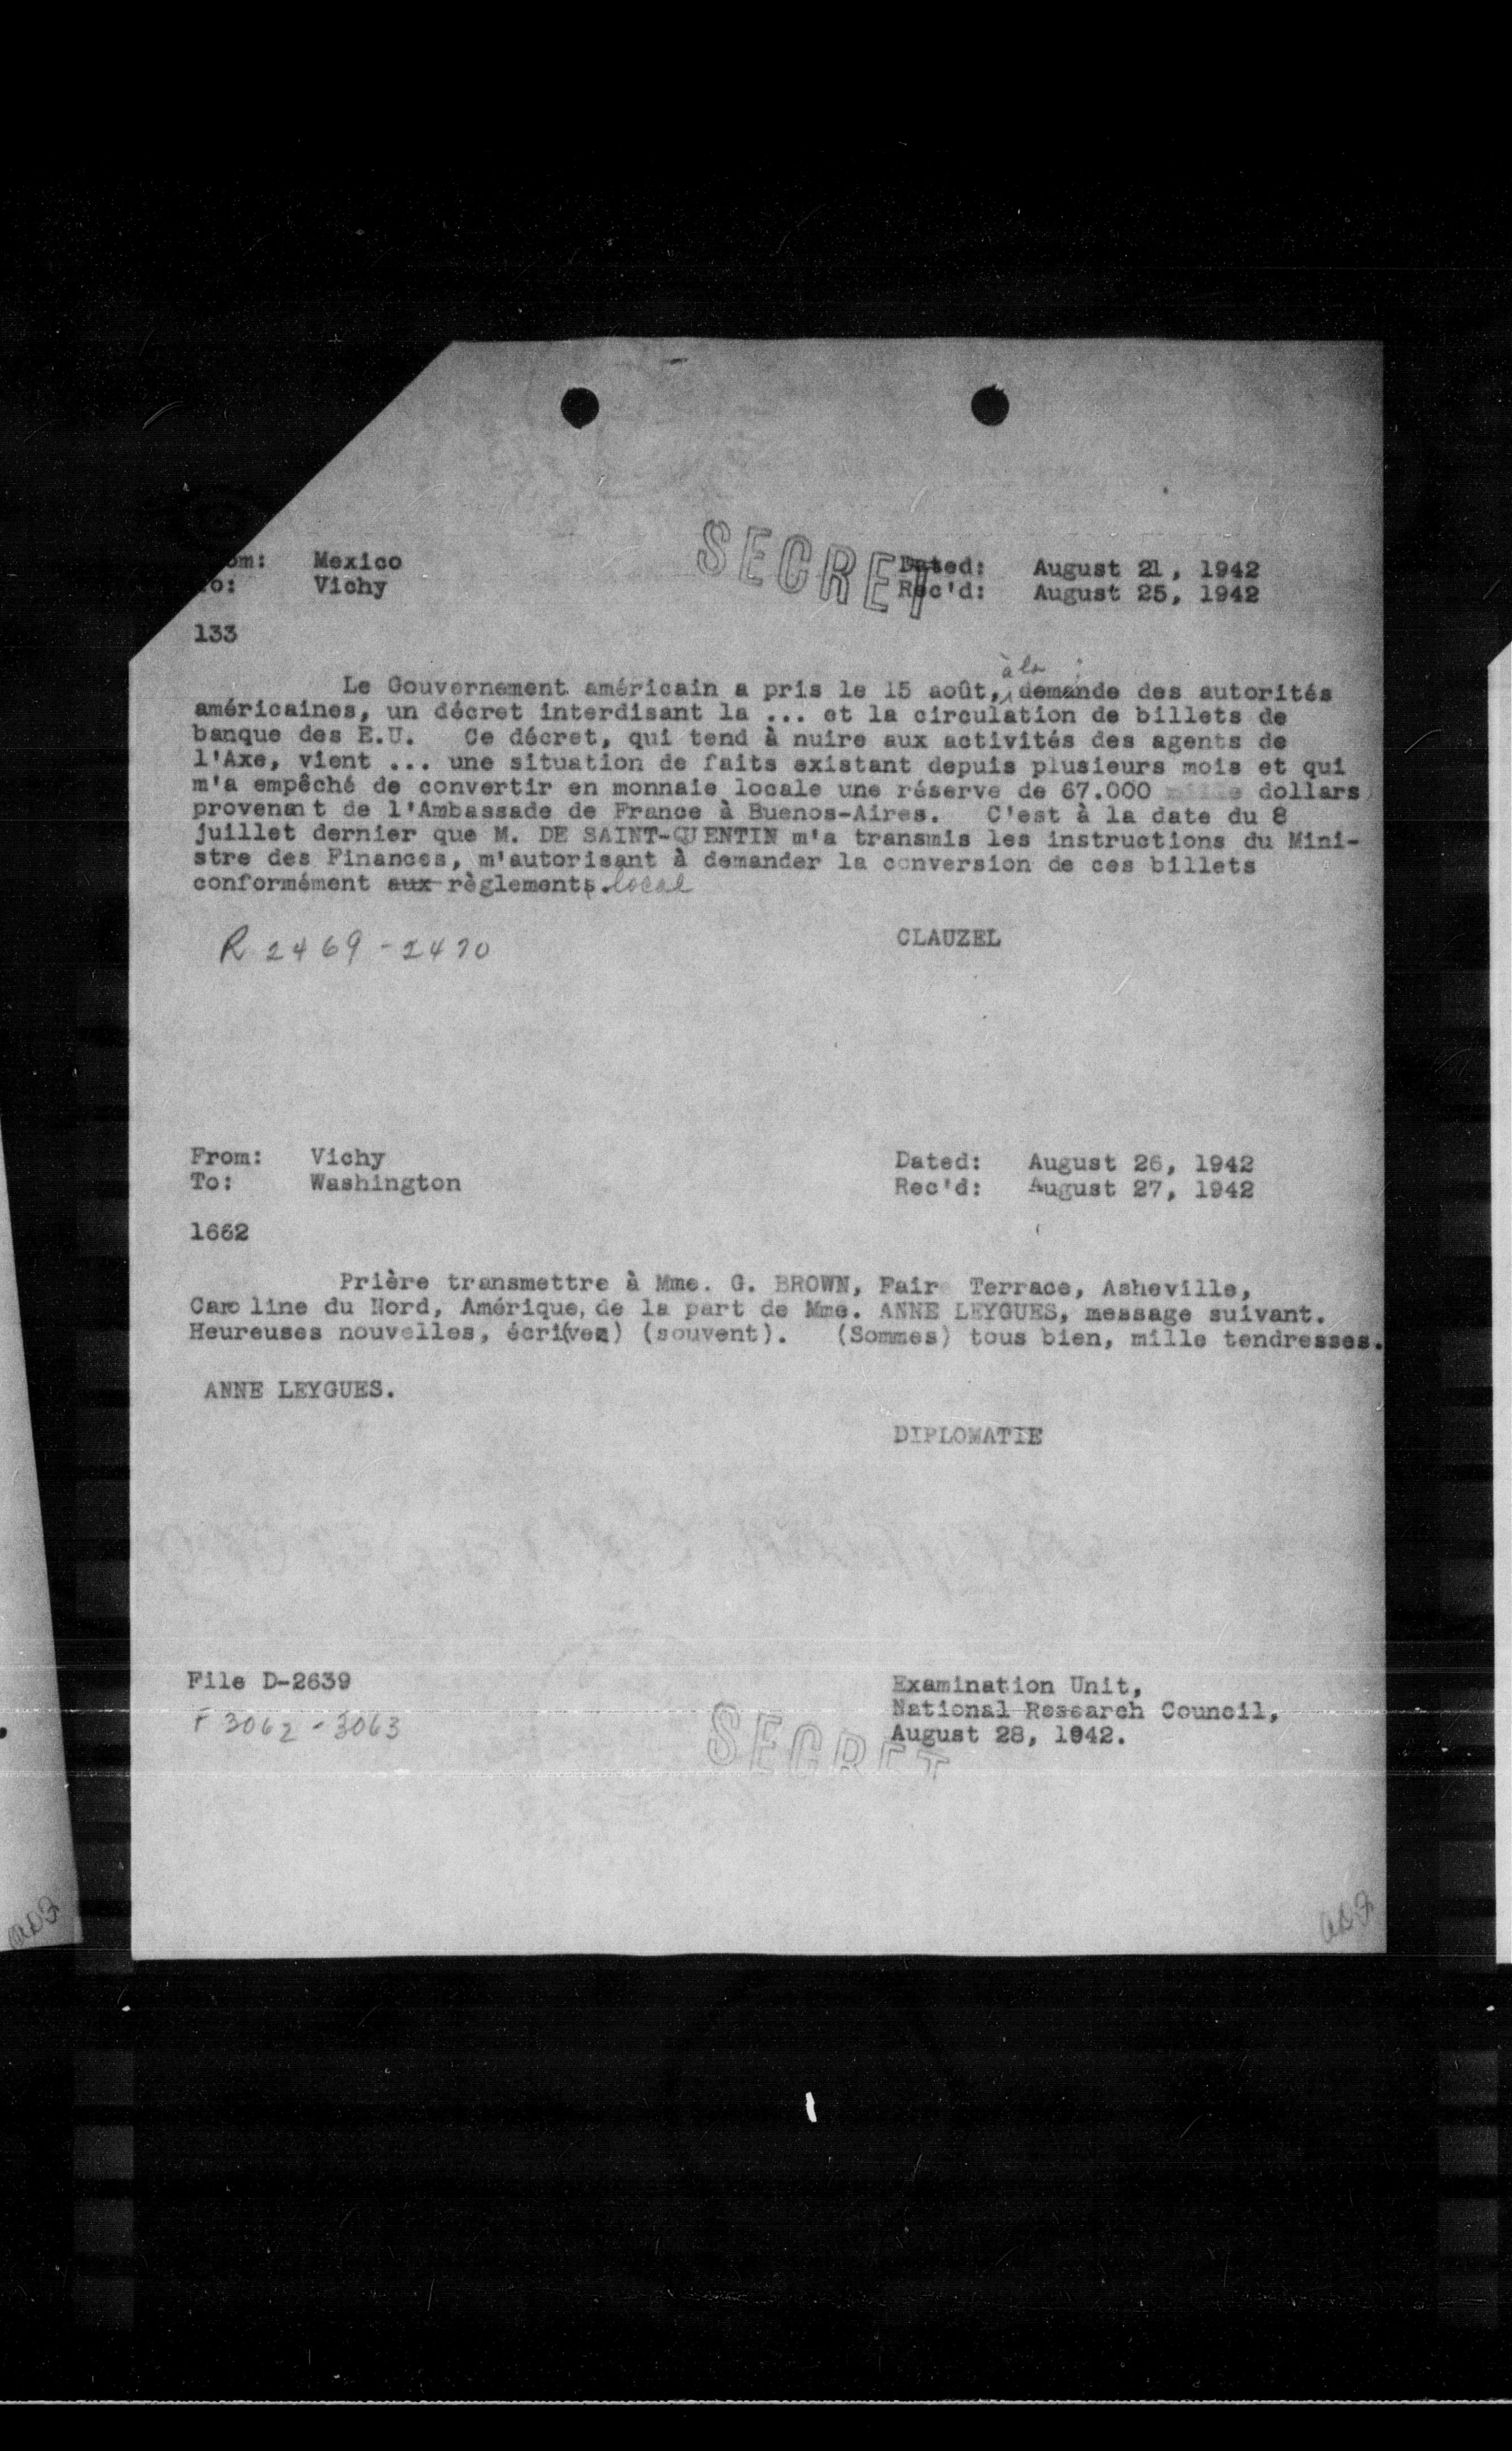 SECRET
om: Mexico Dated: August 21, 1942
o: Vichy Rec'd: August 25, 1942
133
à la
Le Gouvernement américain a pris le 15 août, demande des autorités
américaines, un décret interdisant la ... et la circulation de billets de
banque des E.U. Ce décret, qui tend à nuire aux activités des agents de
l'Axe, vient ... une situation de faits existant depuis plusieurs mois et qui
m'a empêché de convertir en monnaie locale une réserve de 67.000 mille dollars
provenant de l'Ambassade de France à Buenos-Aires. C'est à la date du 8
juillet dernier que M. DE SAINT-QUENTIN m'a transmis les instructions du Mini-
stre des Finances, m'autorisant à demander la conversion de ces billets
conformément aux règlements. local
CLAUZEL
R 2469-2470
From: Vichy Dated: August 26, 1942
To: Washington Rec'd: August 27, 1942
1662
Prière transmettre à Mme. G. BROWN, Fair Terrace, Asheville,
Caroline du Nord, Amérique, de la part de Mme. ANNE LEYGUES, message suivant.
Heureuses nouvelles, écri(vez) (souvent). (Sommes) tous bien, mille tendresses.
ANNE LEYGUES.
DIPLOMATIE
File D-2639 Examination Unit,
F 3062-3063 National Research Council,
August 28, 1942.
SECRET